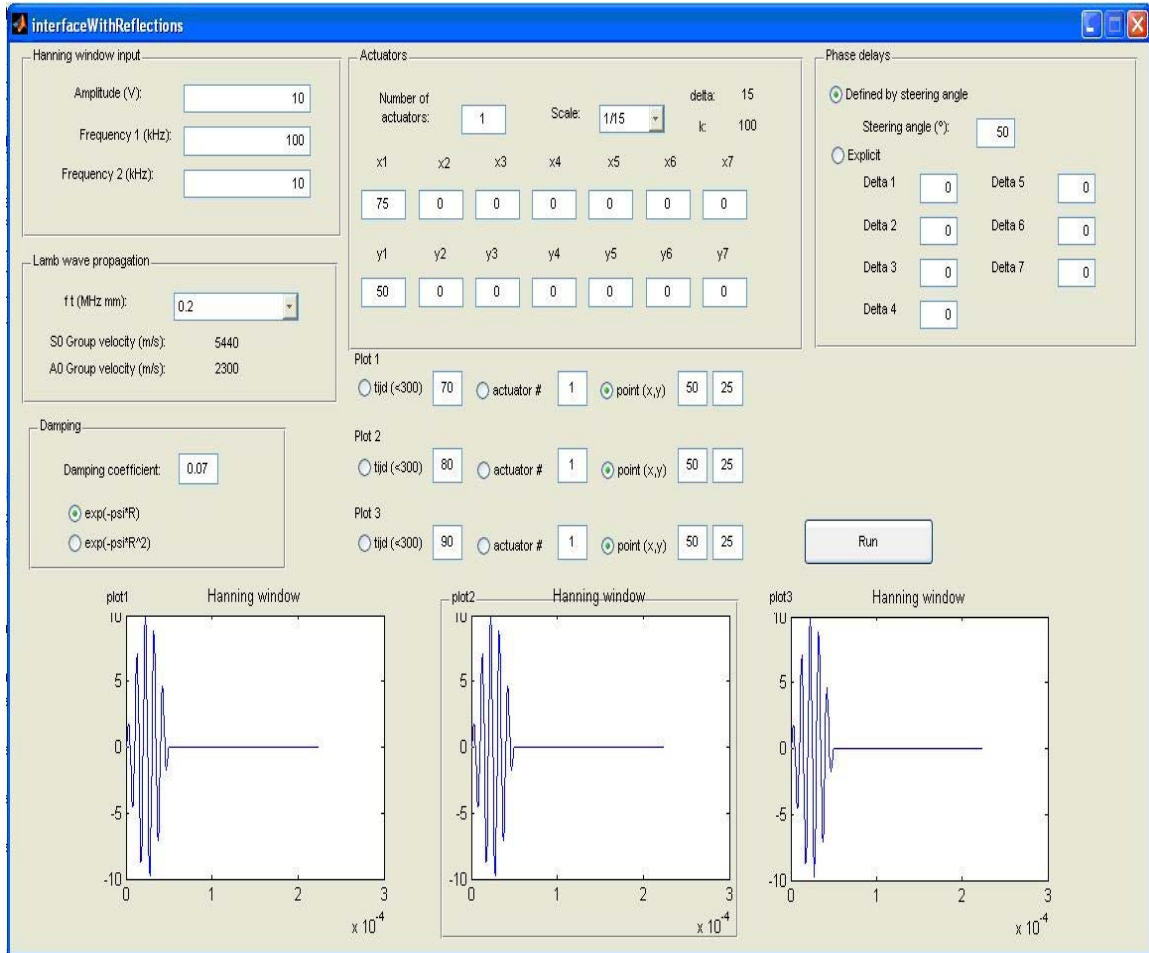 interfaceWithReflections
Hanning window input
Amplitude (V): 10
Frequency 1 (kHz): 100
Frequency 2 (kHz): 10
Lamb wave propagation
f t (MHz mm): 0.2
S0 Group velocity (m/s): 5440
A0 Group velocity (m/s): 2300
Damping
Damping coefficient: 0.07
exp(-psi*R)
exp(-psi*R^2)
Actuators
Number of
actuators: 1
Scale: 1/15
delta: 15
k: 100
x1 x2 x3 x4 x5 x6 x7
75 0 0 0 0 0 0
y1 y2 y3 y4 y5 y6 y7
50 0 0 0 0 0 0
Phase delays
Defined by steering angle
Steering angle (º): 50
Explicit
Delta 1 0 Delta 5 0
Delta 2 0 Delta 6 0
Delta 3 0 Delta 7 0
Delta 4 0
Plot 1
tijd (<300) 70 actuator # 1 point (x,y) 50 25
Plot 2
tijd (<300) 80 actuator # 1 point (x,y) 50 25
Plot 3
tijd (<300) 90 actuator # 1 point (x,y) 50 25
Run
plot1
Hanning window
10
5
0
-5
-10
0 1 2 3
x 10-4
plot2
Hanning window
10
5
0
-5
-10
0 1 2 3
x 10-4
plot3
Hanning window
10
5
0
-5
-10
0 1 2 3
x 10-4